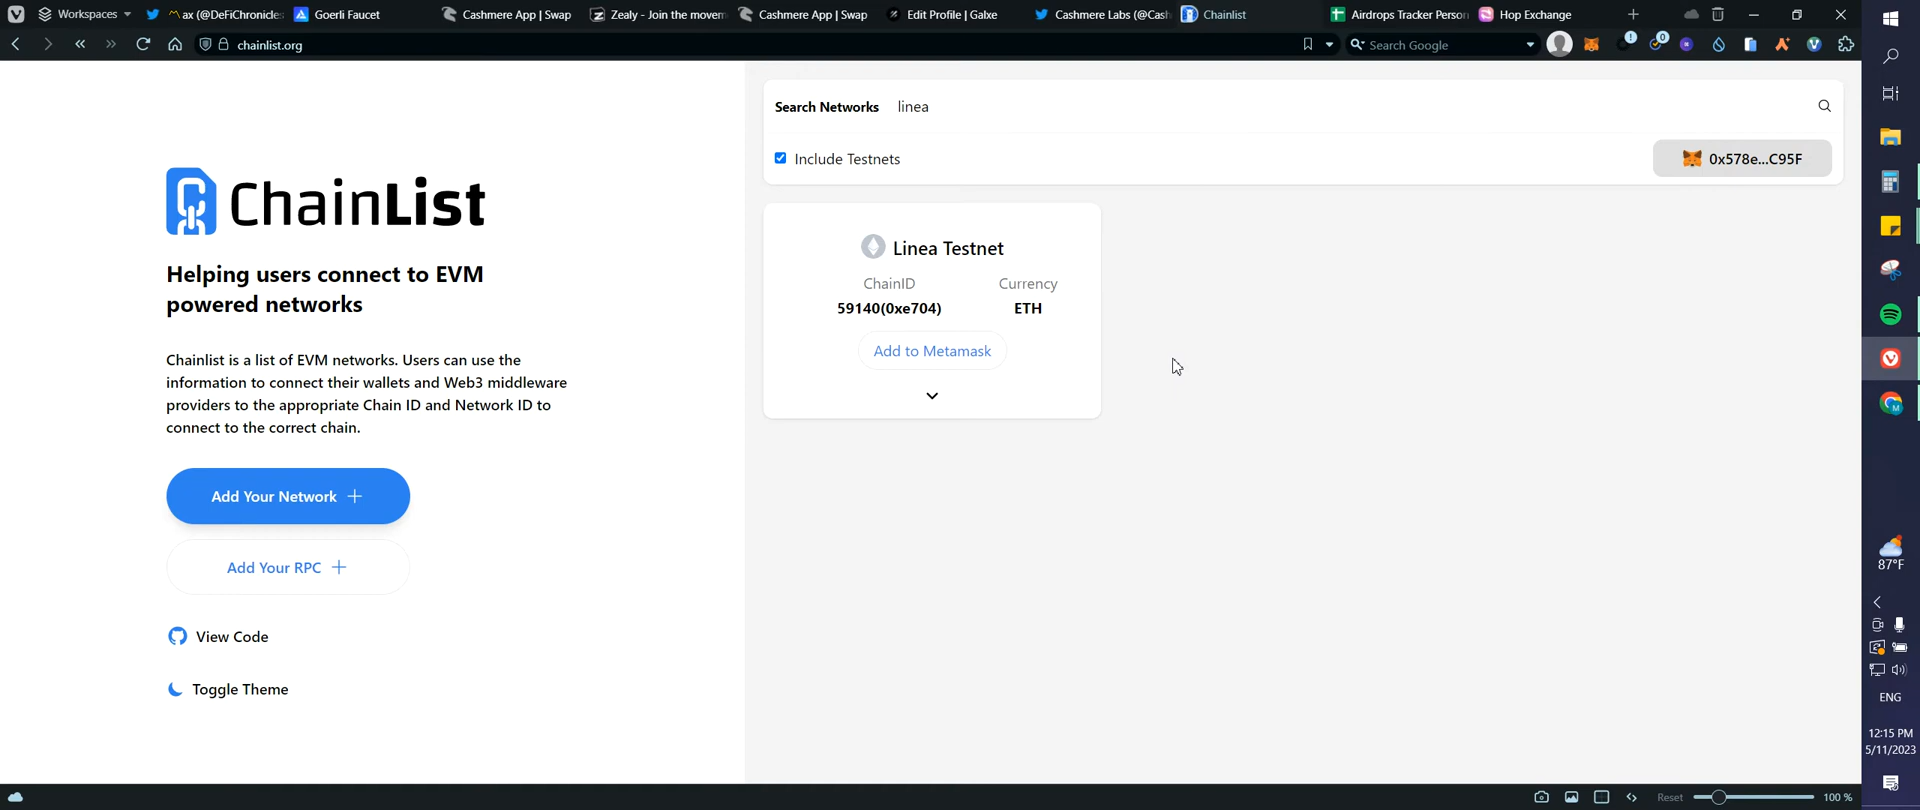 Workspaces
ax (@DeFiChronicle
Goerli Faucet
Cashmere App | Swap
Zealy - Join the movem
Cashmere App | Swap
Edit Profile | Galxe
Cashmere Labs (@Cash
Chainlist
Airdrops Tracker Person
Hop Exchange
chainlist.org
Search Google
Search Networks linea
Include Testnets
0x578e...C95F
ChainList
Helping users connect to EVM
powered networks
Chainlist is a list of EVM networks. Users can use the
information to connect their wallets and Web3 middleware
providers to the appropriate Chain ID and Network ID to
connect to the correct chain.
Add Your Network
Add Your RPC
View Code
Toggle Theme
Linea Testnet
ChainID Currency
59140(0xe704) ETH
Add to Metamask
87°F
ENG
12:15 PM
5/11/2023
Reset
100 %